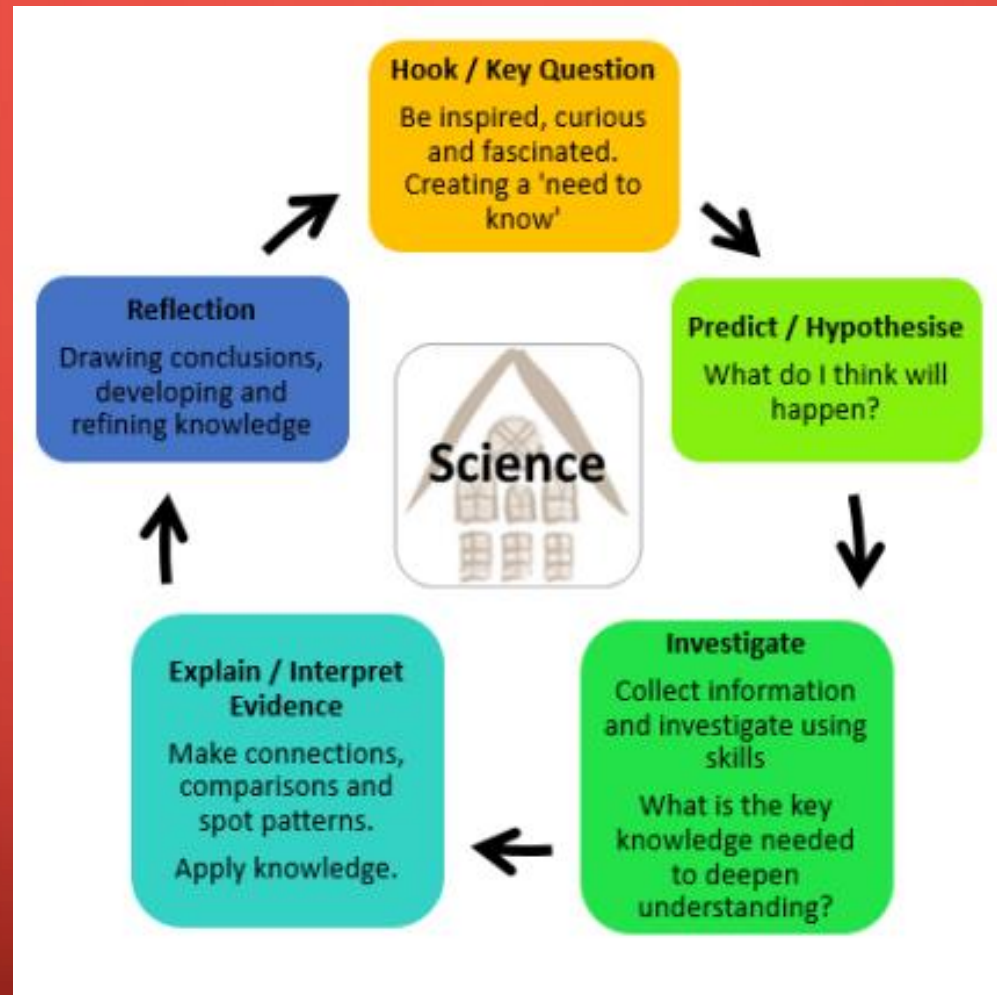 Hook / Key Question
Be inspired, curious
and fascinated.
Creating a 'need to
know'
Predict / Hypothesise
What do I think will
happen?
Investigate
Collect information
and investigate using
skills
What is the key
knowledge needed
to deepen
understanding?
Explain / Interpret
Evidence
Make connections,
comparisons and
spot patterns.
Apply knowledge.
Reflection
Drawing conclusions,
developing and
refining knowledge
Science